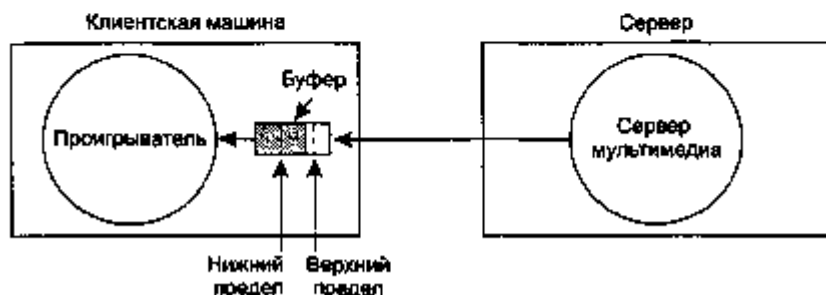 Клиентская машина
Сервер
Буфер
Проигрыватель
Сервер
мультимедиа
Нижний
предел
Верхний
предел